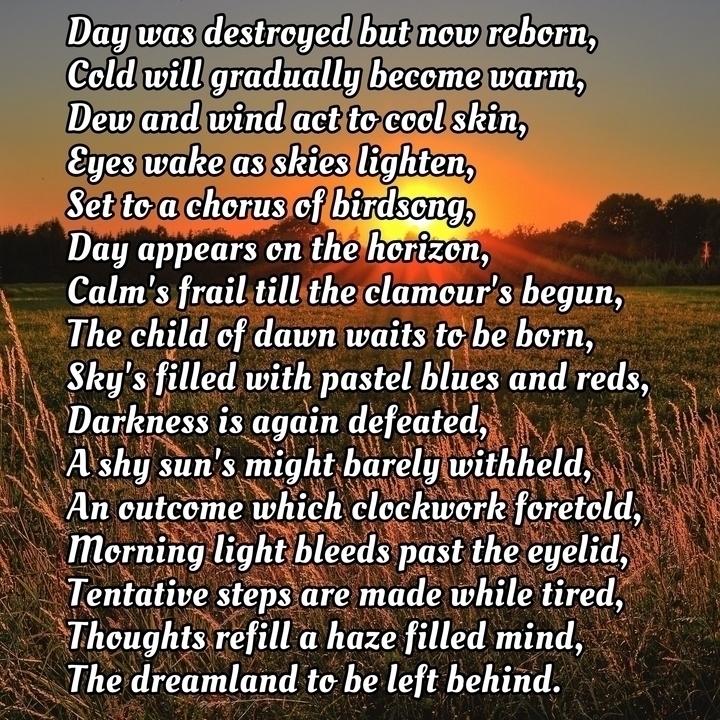 Day was destroyed but now reborn,
Cold will gradually become warm,
Dew and wind act to cool skin,
Eyes wake as skies lighten,
Set to a chorus of birdsong,
Day appears on the horizon,
Calm's frail till the clamour's begun,
The child of dawn waits to be born,
Sky's filled with pastel blues and reds,
Darkness is again defeated,
A shy sun's might barely withheld,
An outcome which clockwork foretold,
Morning light bleeds past the eyelid,
Tentative steps are made while tired,
Thoughts refill a haze filled mind,
The dreamland to be left behind.